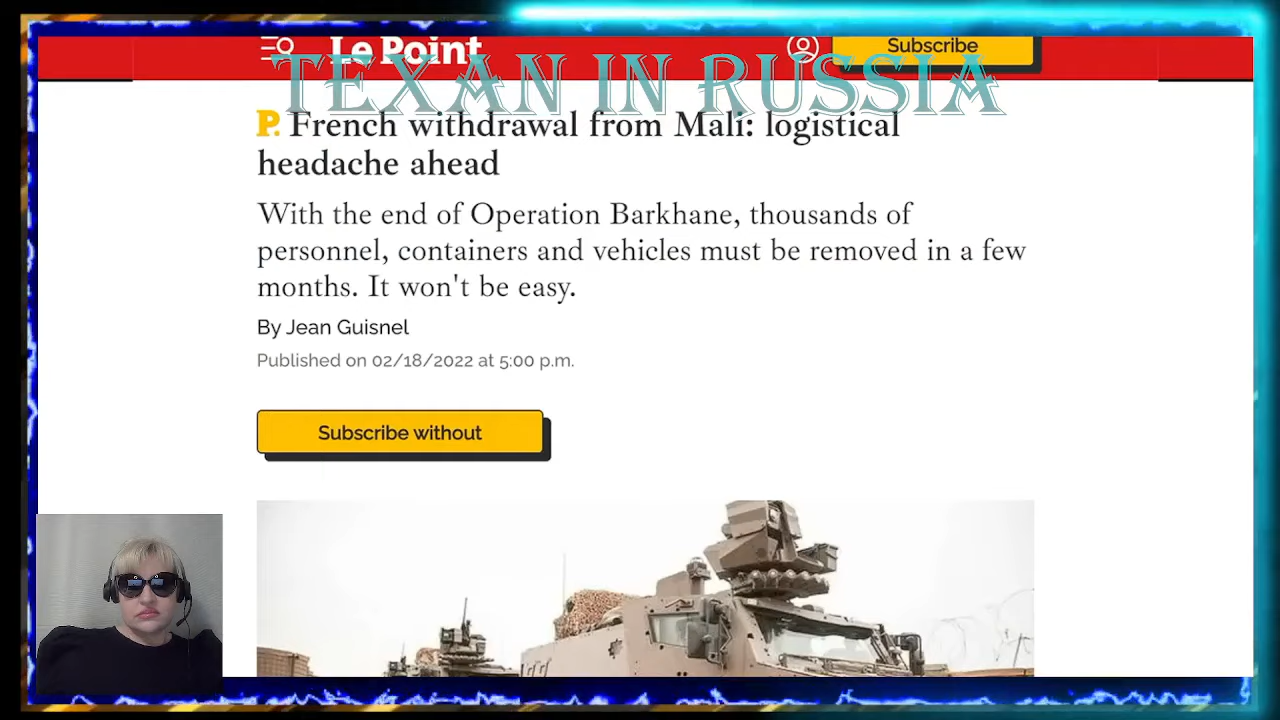 Le Point
Subscribe
TEXAN IN RUSSIA
P. French withdrawal from Mali: logistical
headache ahead
With the end of Operation Barkhane, thousands of
personnel, containers and vehicles must be removed in a few
months. It won't be easy.
By Jean Guisnel
Published on 02/18/2022 at 5:00 p.m.
Subscribe without